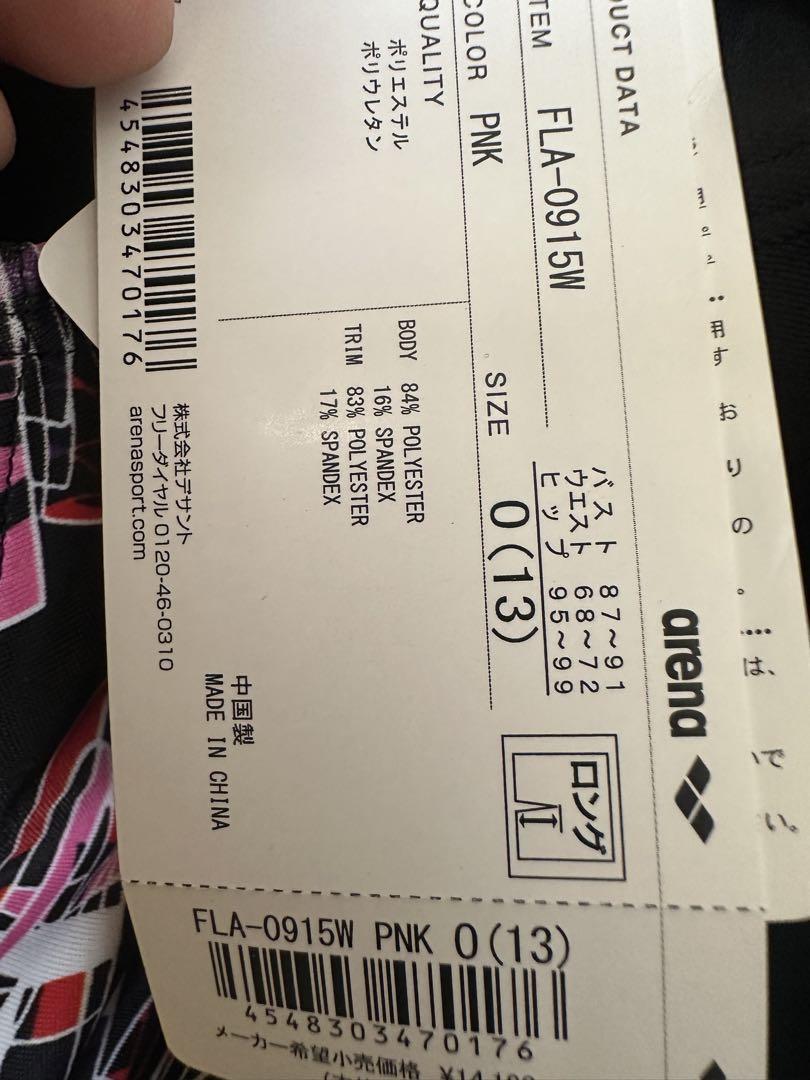 arena
DUCT DATA
TEM FLA-0915W
バスト 87～91
ウエスト 68～72
ヒップ 95～99
COLOR PNK
SIZE O(13)
ロング
QUALITY
ポリエステル
ポリウレタン
BODY 84% POLYESTER
16% SPANDEX
TRIM 83% POLYESTER
17% SPANDEX
中国製
MADE IN CHINA
4548303470176
株式会社デサント
フリーダイヤル 0120-46-0310
arenasport.com
FLA-0915W PNK O(13)
4548303470176
メーカー希望小売価格